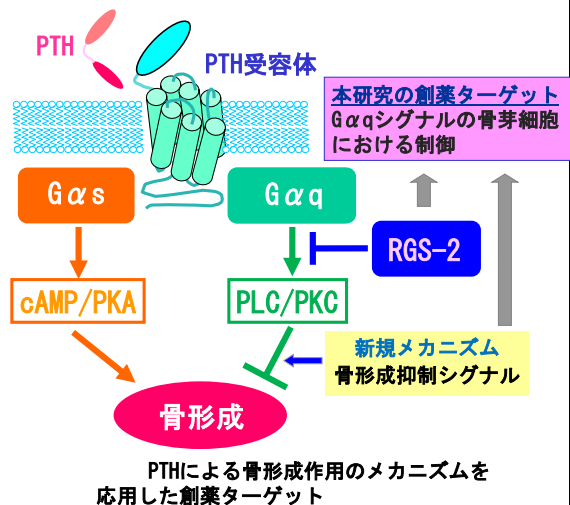 PTH
PTH受容体
本研究の創薬ターゲット
Gαqシグナルの骨芽細胞
における制御
Gαs
Gαq
RGS-2
cAMP/PKA
PLC/PKC
新規メカニズム
骨形成抑制シグナル
骨形成
PTHによる骨形成作用のメカニズムを
応用した創薬ターゲット